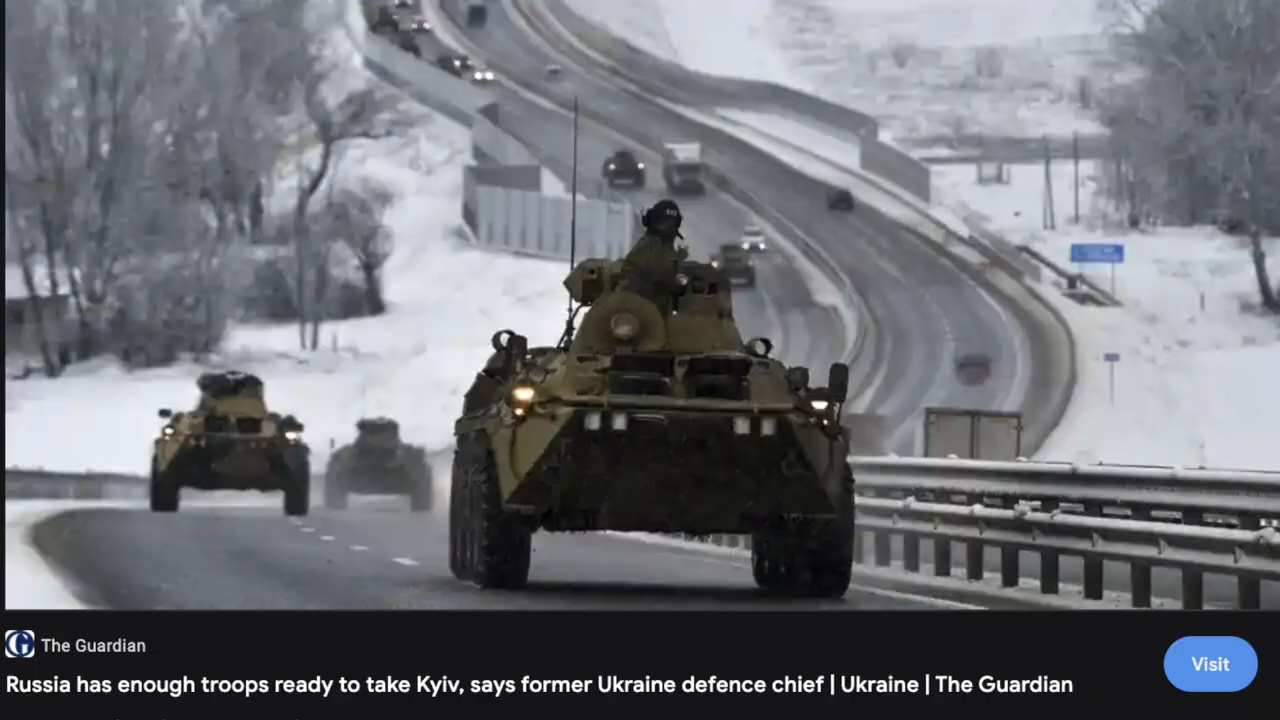 The Guardian
Visit
Russia has enough troops ready to take Kyiv, says former Ukraine defence chief | Ukraine | The Guardian